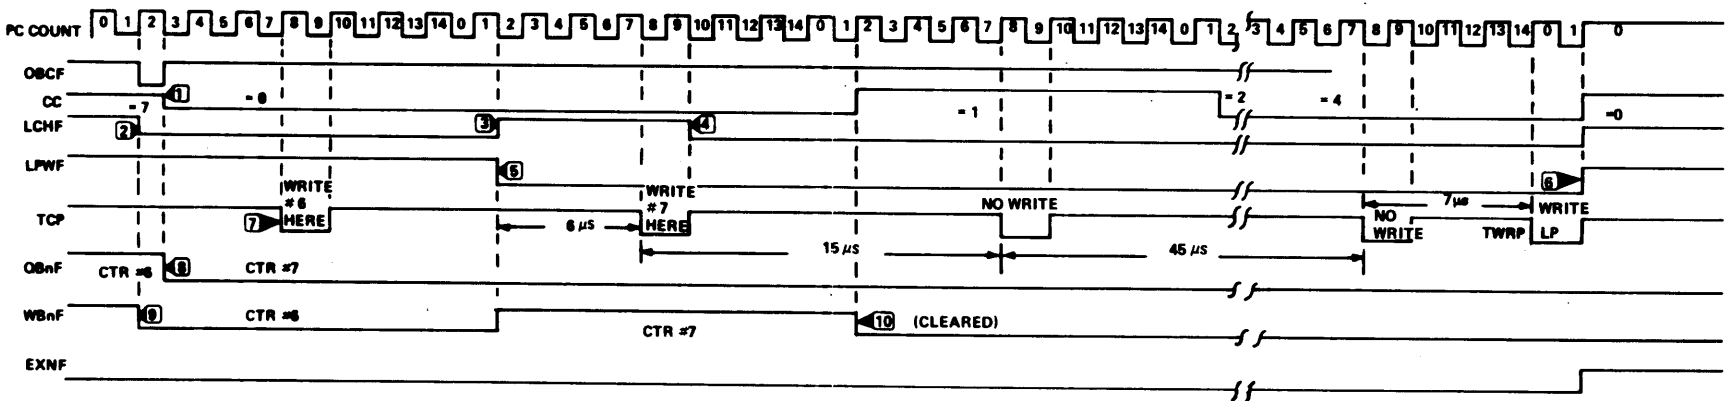 PC COUNT 0 1 2 3 4 5 6 7 8 9 10 11 12 13 14 0 1 2 3 4 5 6 7 8 9 10 11 12 13 14 0 1 2 3 4 5 6 7 8 9 10 11 12 13 14 0 1 2 3 4 5 6 7 8 9 10 11 12 13 14 0 1 0
OBCF
CC = 7 1 = 6 = 1 = 2 = 4 =0
LCHF 2 3 4
LPWF 5 6
WRITE #6 HERE
WRITE #7 HERE
NO WRITE
7µs
TCP 7 6 µs NO WRITE TWRP WRITE LP
15 µs 45 µs
OBnF CTR #6 8 CTR #7
WBnF 9 CTR #6 CTR #7 10 (CLEARED)
EXNF